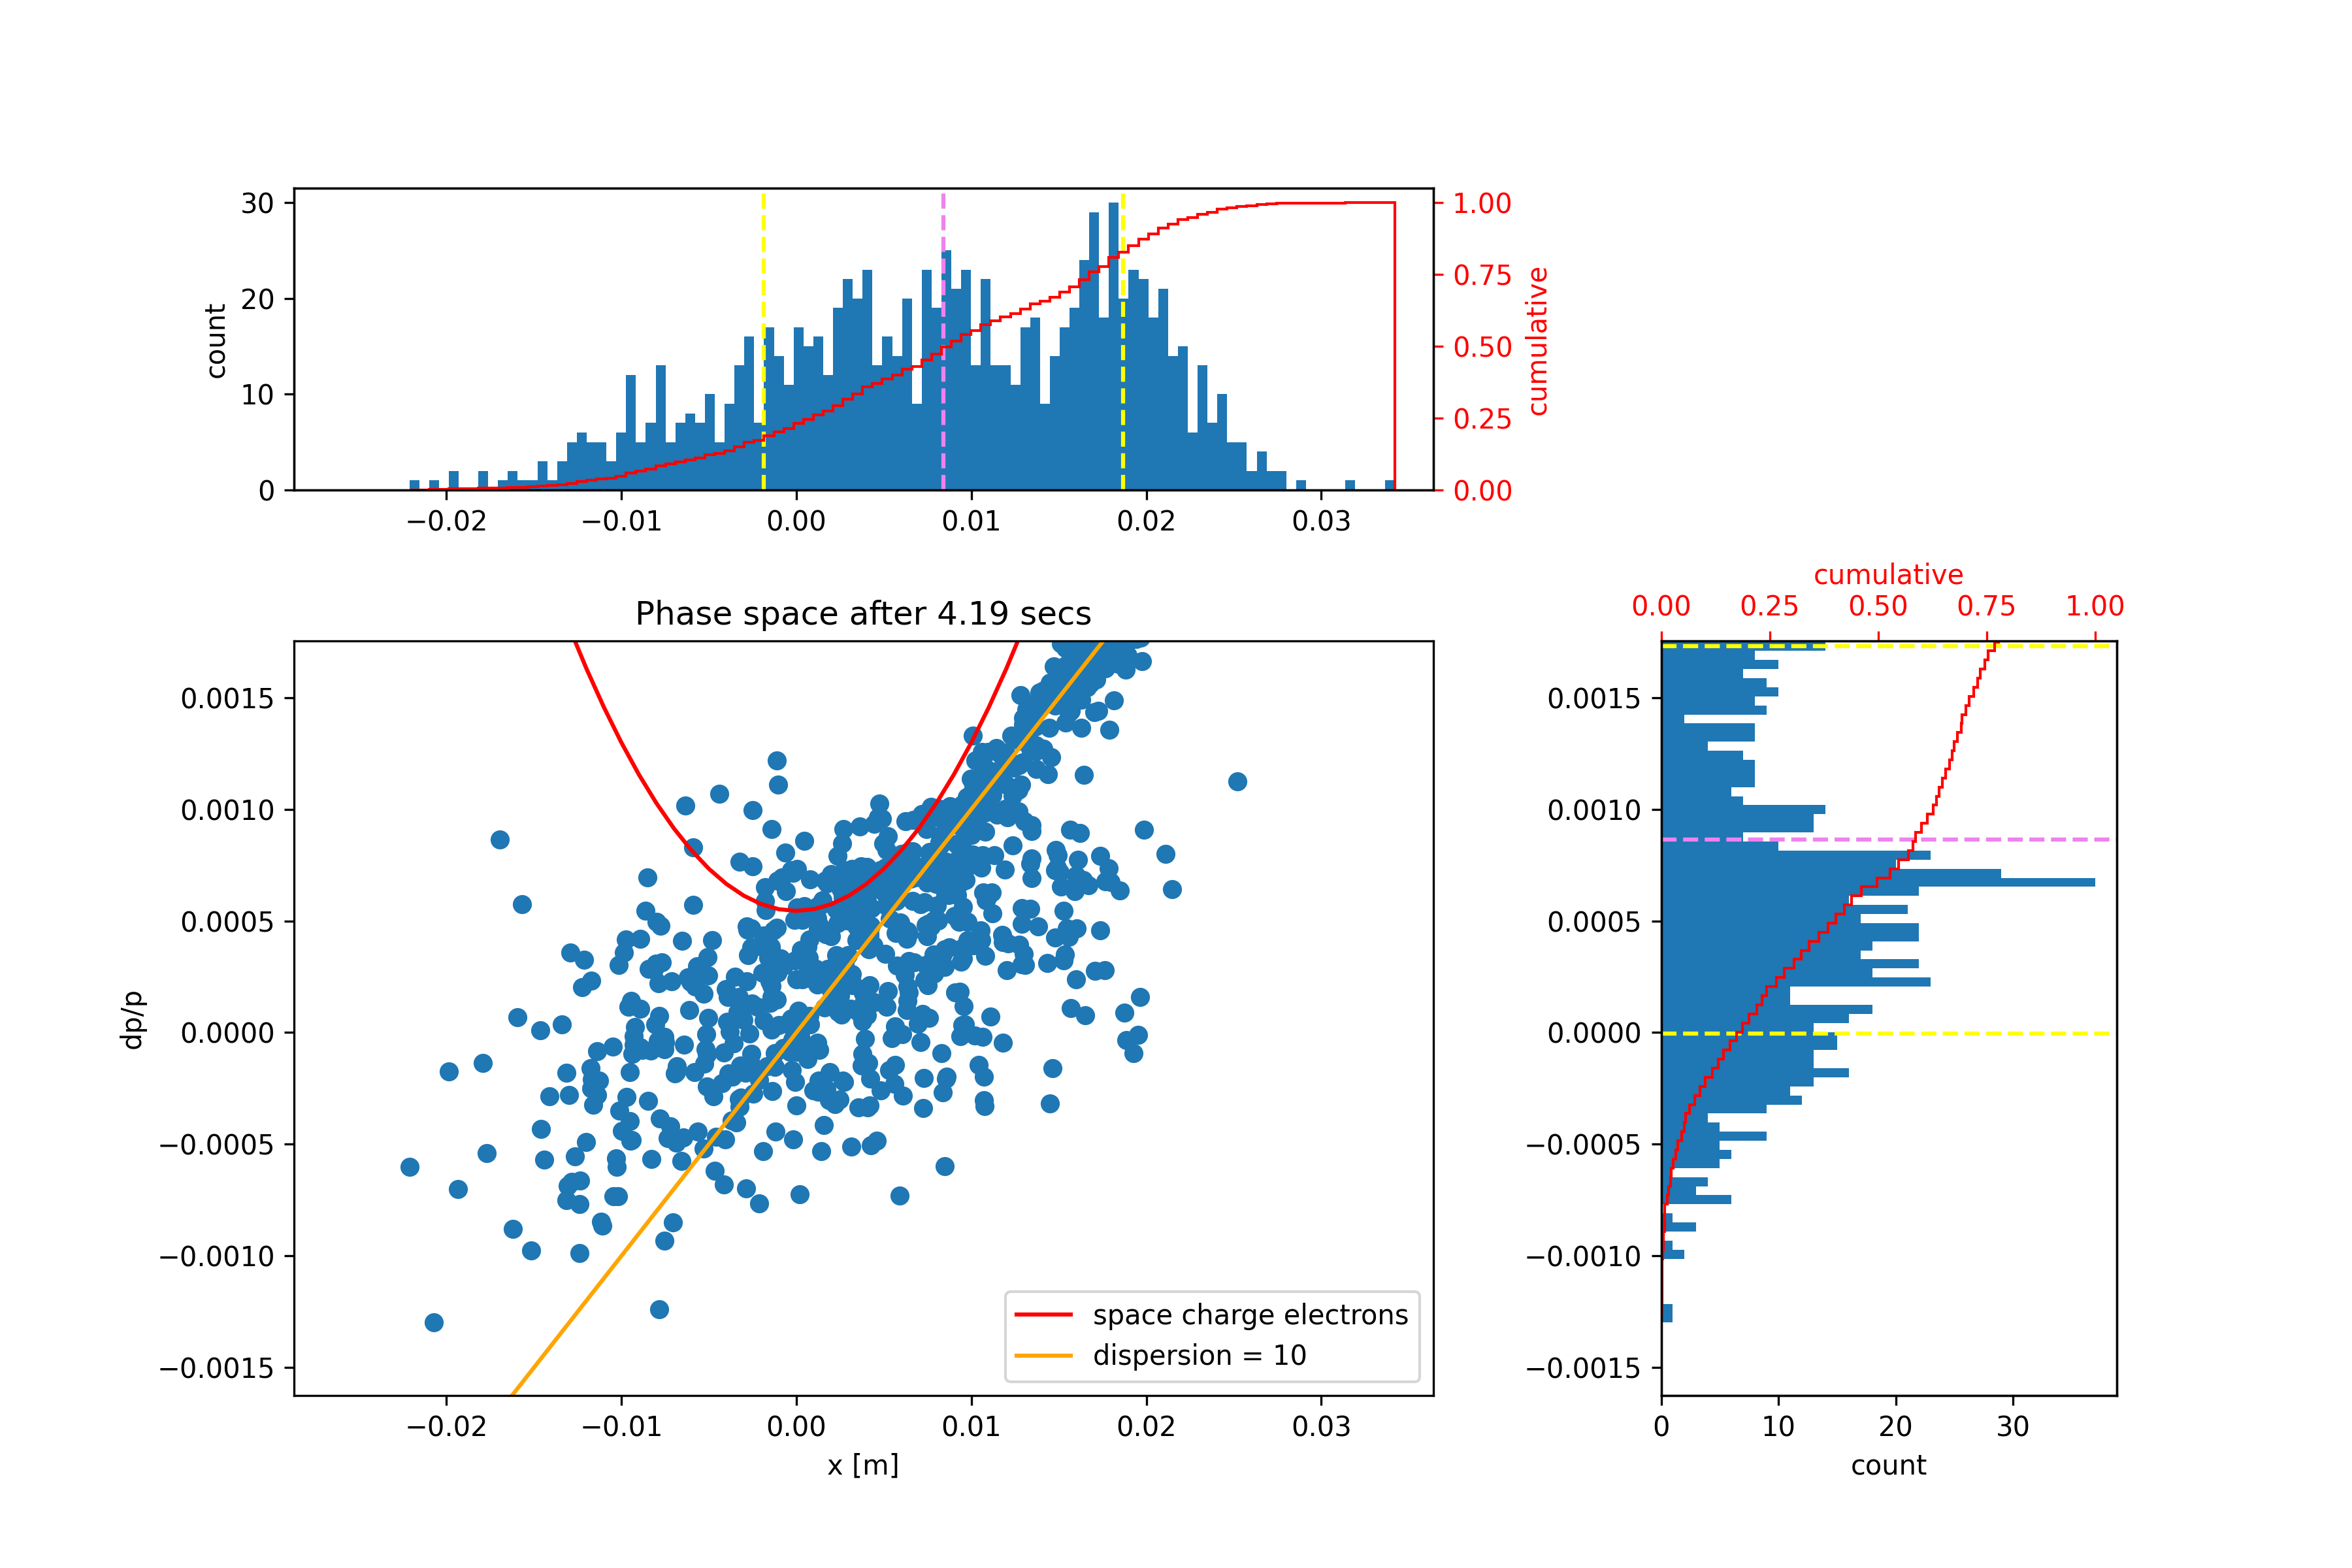 30
20
10
0
count
1.00
0.75
0.50
0.25
0.00
cumulative
−0.02 −0.01 0.00 0.01 0.02 0.03
Phase space after 4.19 secs
0.0015
0.0010
0.0005
0.0000
−0.0005
−0.0010
−0.0015
dp/p
space charge electrons
dispersion = 10
−0.02 −0.01 0.00 0.01 0.02 0.03
x [m]
cumulative
0.00 0.25 0.50 0.75 1.00
0.0015
0.0010
0.0005
0.0000
−0.0005
−0.0010
−0.0015
0 10 20 30
count